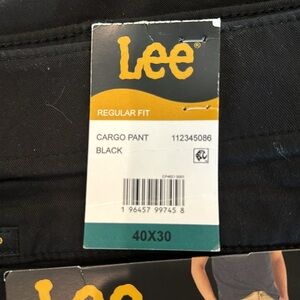 Lee®
REGULAR FIT
CARGO PANT 112345086
BLACK
1 96457 99745 8
40X30
Lee